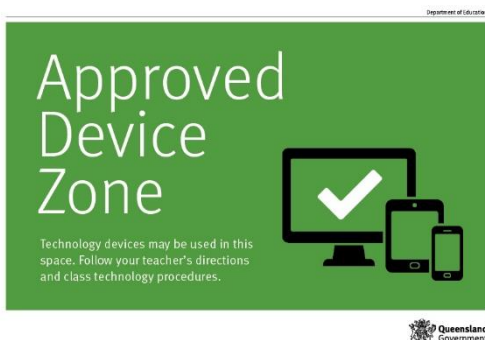 Department of Education
Approved
Device
Zone
Technology devices may be used in this
space. Follow your teacher's directions
and class technology procedures.
Queensland
Government